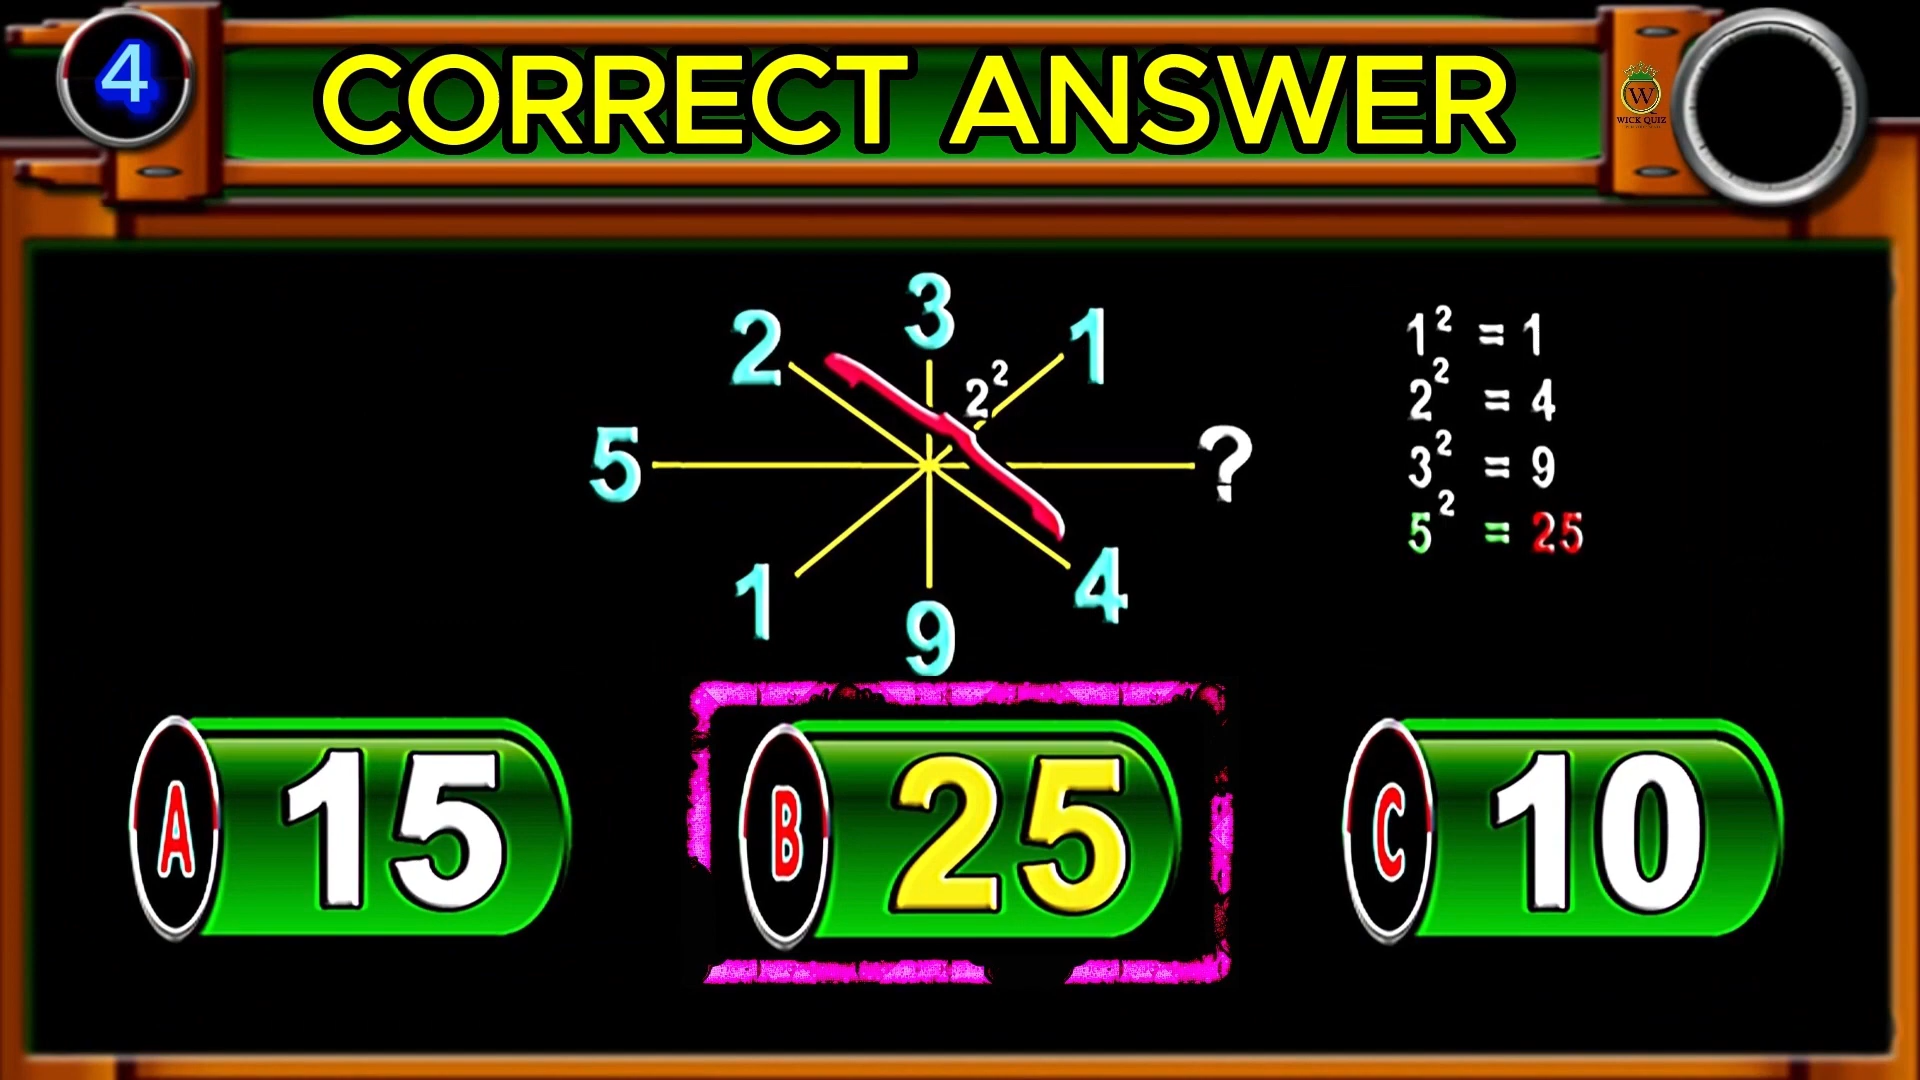 4
CORRECT ANSWER
W
WICK QUIZ
3
2 1
2²
5 ?
1 4
9
1² = 1
2² = 4
3² = 9
5² = 25
A 15
B 25
C 10